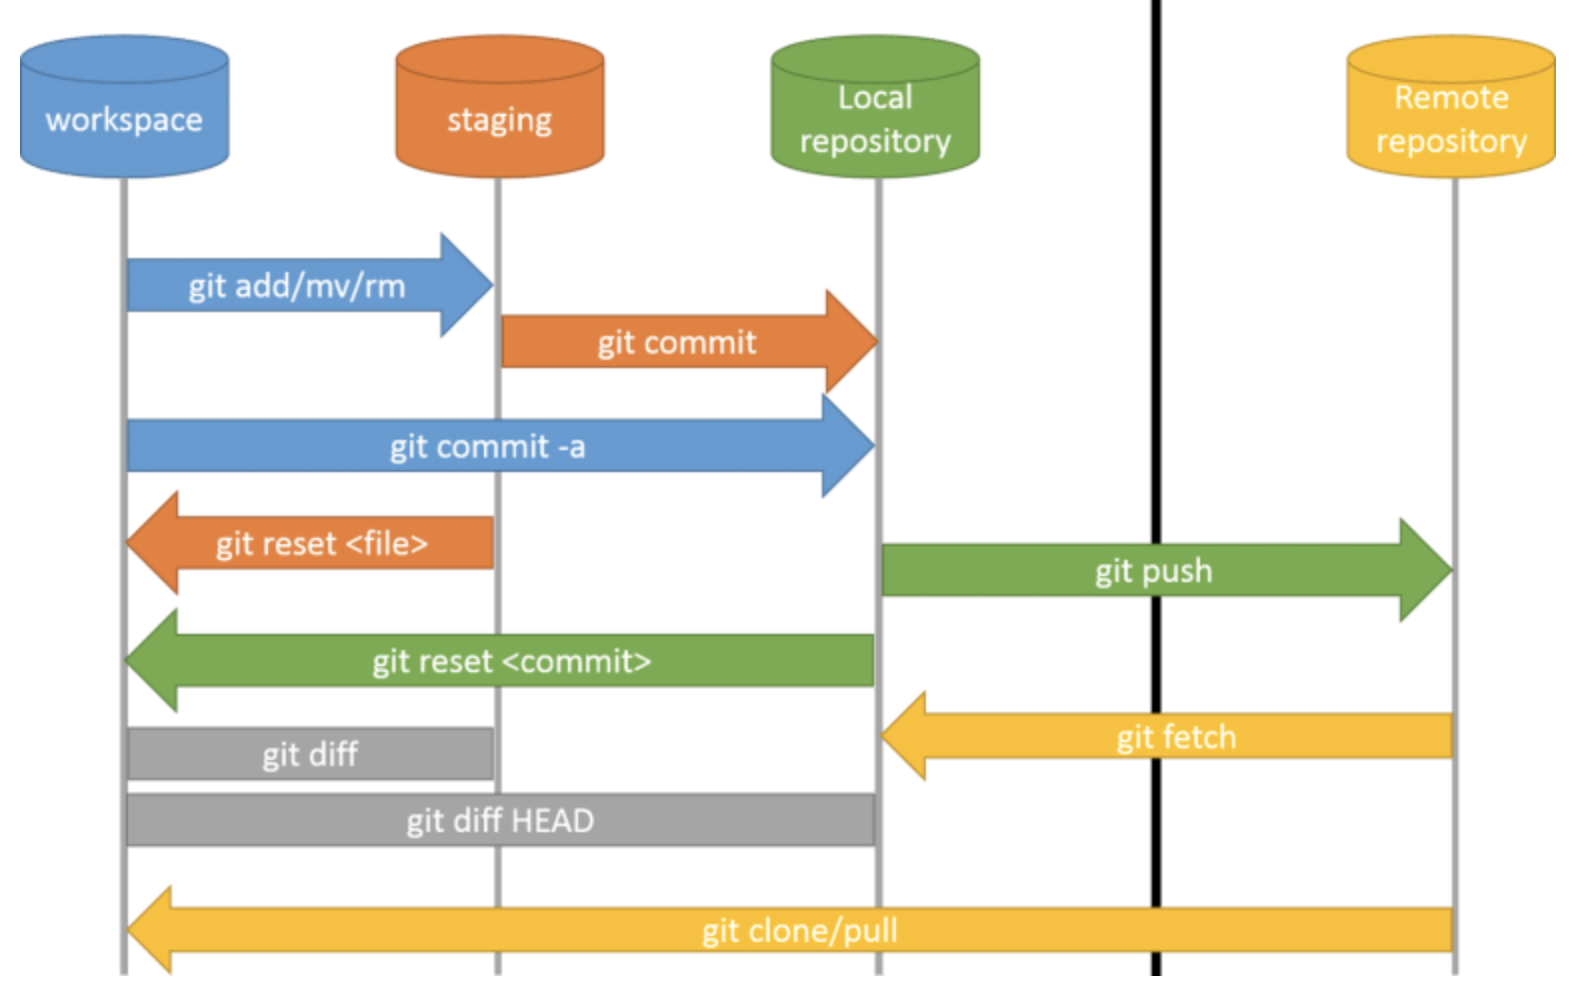 workspace
staging
Local
repository
Remote
repository
git add/mv/rm
git commit
git commit -a
git reset <file>
git push
git reset <commit>
git fetch
git diff
git diff HEAD
git clone/pull